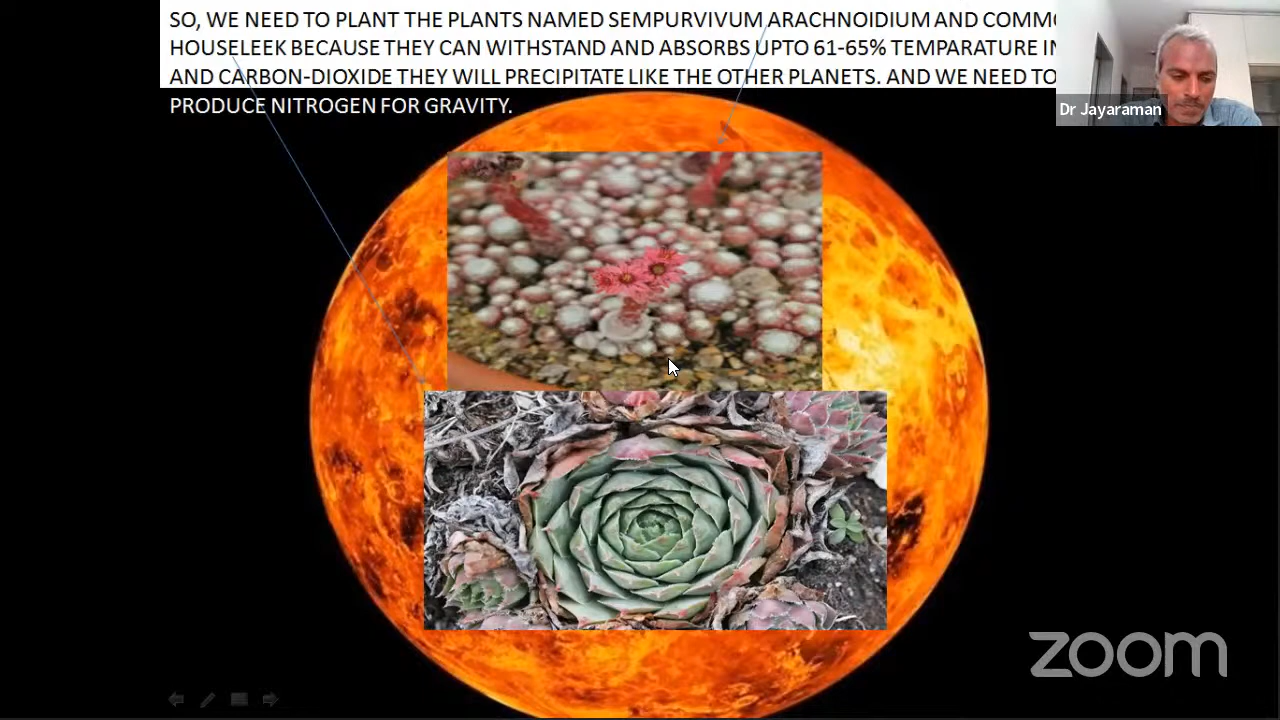 SO, WE NEED TO PLANT THE PLANTS NAMED SEMPURVIVUM ARACHNOIDIUM AND
HOUSELEEK BECAUSE THEY CAN WITHSTAND AND ABSORBS UPTO 61-65% TEMPARATURE
AND CARBON-DIOXIDE THEY WILL PRECIPITATE LIKE THE OTHER PLANETS. AND WE NEED TO
PRODUCE NITROGEN FOR GRAVITY.
Dr Jayaraman
zoom